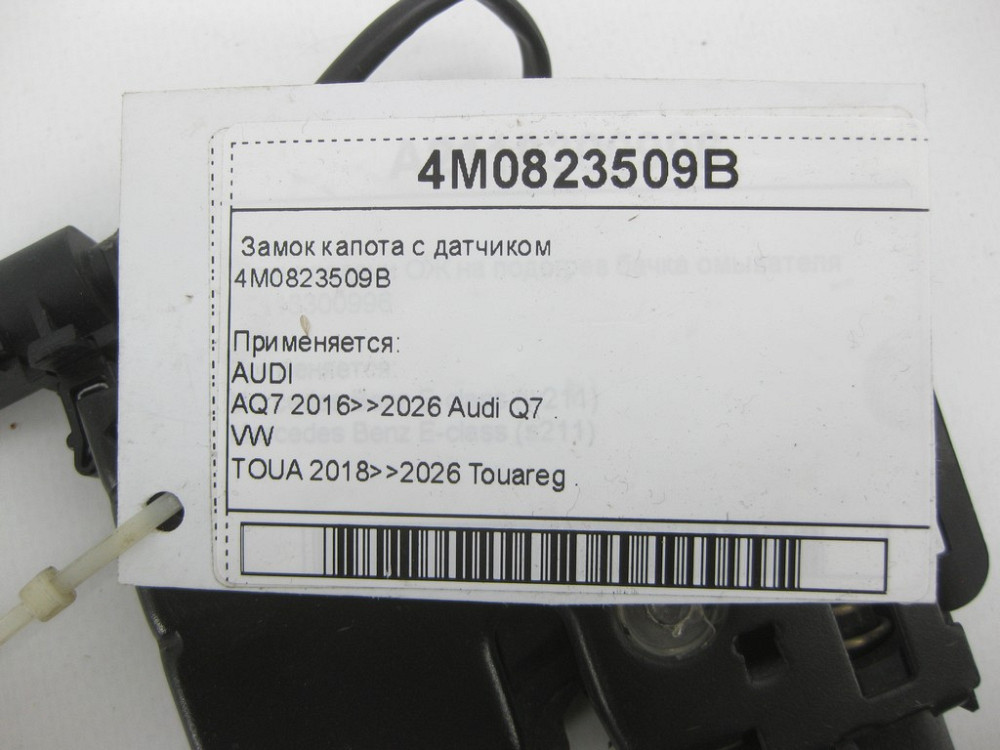 4M0823509B
Замок капота с датчиком
4M0823509B
Применяется:
AUDI
AQ7 2016>>2026 Audi Q7 .
VW
TOUA 2018>>2026 Touareg .